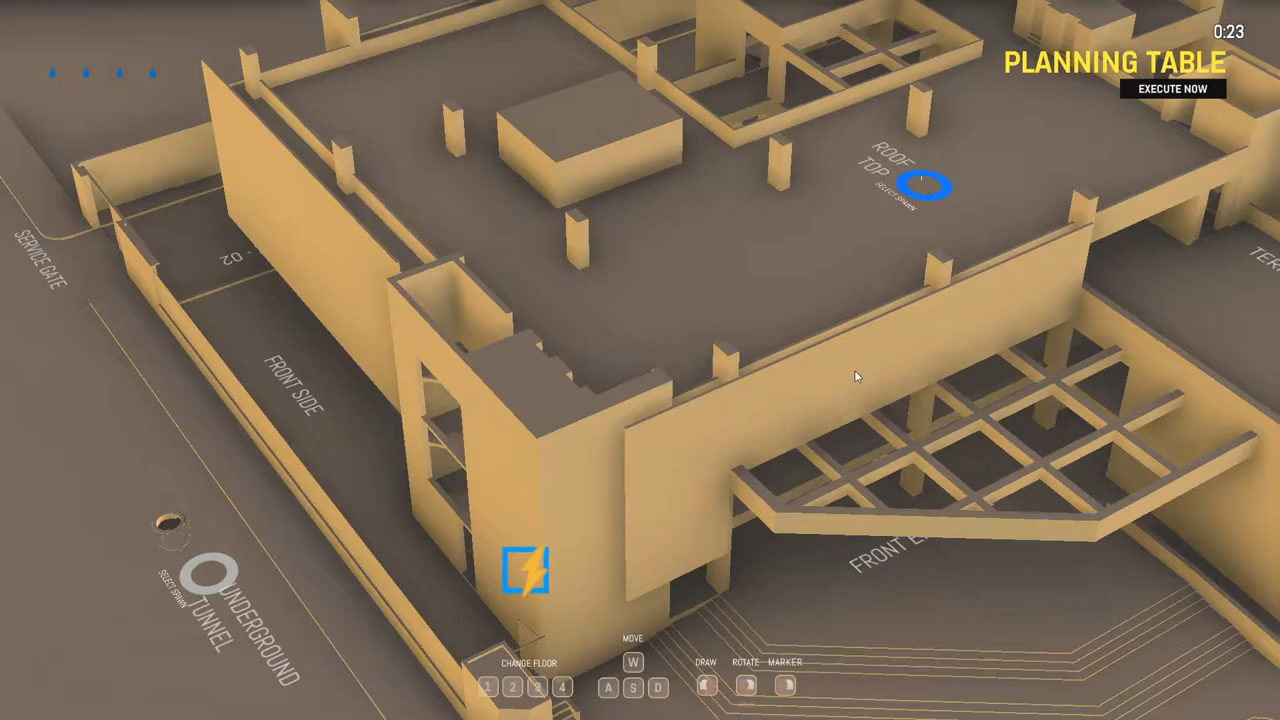 0:23
PLANNING TABLE
EXECUTE NOW
ROOF
TOP
SELECT SPAWN
SERVICE GATE
FRONT SIDE
SELECT SPAWN
UNDERGROUND
TUNNEL
FRONT E
TER
MOVE
W
CHANGE FLOOR
1 2 3 4
A S D
DRAW
ROTATE
MARKER